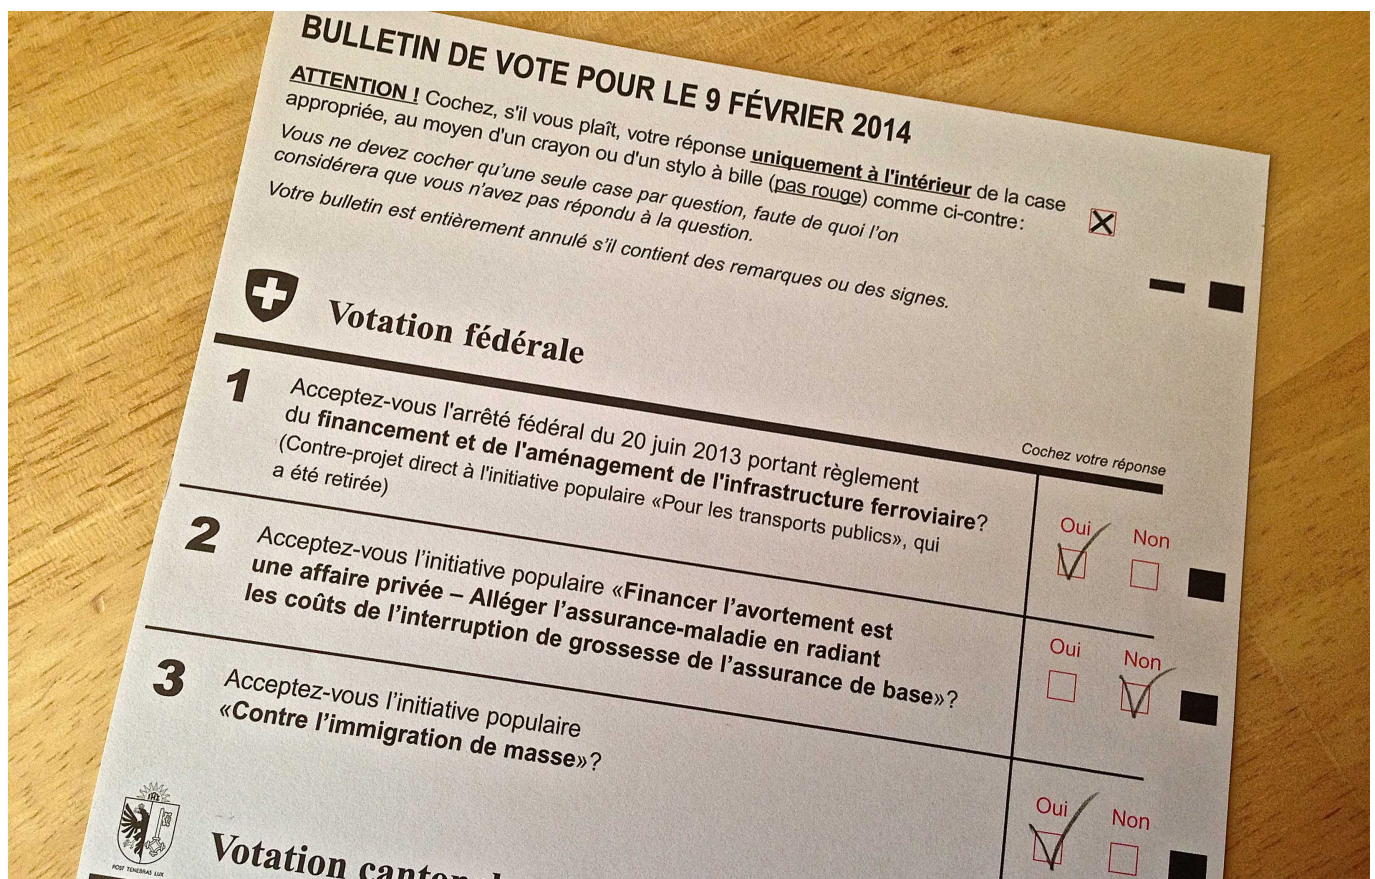 BULLETIN DE VOTE POUR LE 9 FÉVRIER 2014
ATTENTION ! Cochez, s'il vous plaît, votre réponse uniquement à l'intérieur de la case
appropriée, au moyen d'un crayon ou d'un stylo à bille (pas rouge) comme ci-contre:
Vous ne devez cocher qu'une seule case par question, faute de quoi l'on
considérera que vous n'avez pas répondu à la question.
Votre bulletin est entièrement annulé s'il contient des remarques ou des signes.
Votation fédérale
Cochez votre réponse
1
Acceptez-vous l'arrêté fédéral du 20 juin 2013 portant règlement
du financement et de l'aménagement de l'infrastructure ferroviaire?
(Contre-projet direct à l'initiative populaire «Pour les transports publics», qui
a été retirée)
Oui Non
2
Acceptez-vous l'initiative populaire «Financer l'avortement est
une affaire privée – Alléger l'assurance-maladie en radiant
les coûts de l'interruption de grossesse de l'assurance de base»?
Oui Non
3
Acceptez-vous l'initiative populaire
«Contre l'immigration de masse»?
Oui Non
IHS
POST TENEBRAS LUX
Votation